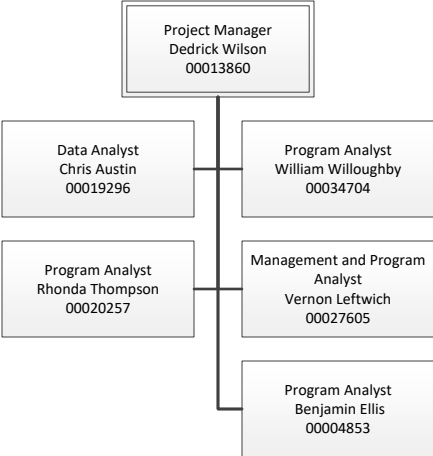 Project Manager
Dedrick Wilson
00013860
Data Analyst
Chris Austin
00019296
Program Analyst
William Willoughby
00034704
Program Analyst
Rhonda Thompson
00020257
Management and Program
Analyst
Vernon Leftwich
00027605
Program Analyst
Benjamin Ellis
00004853